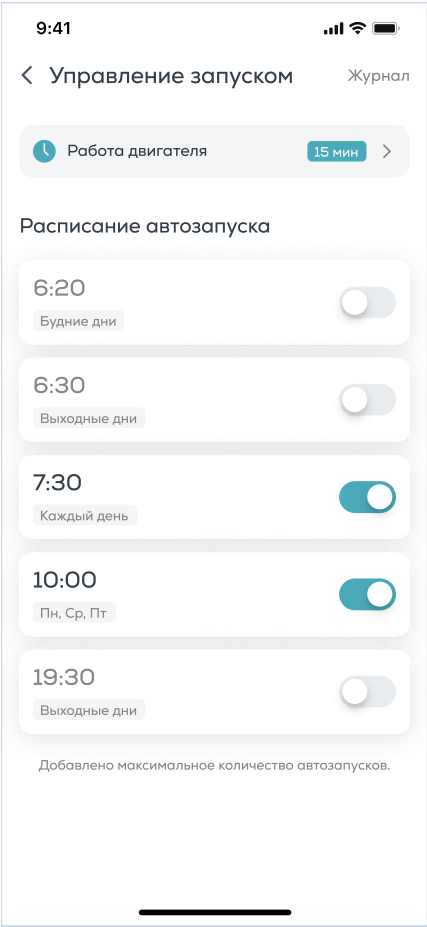 9:41
Управление запуском
Журнал
Работа двигателя
15 мин
Расписание автозапуска
6:20
Будние дни
6:30
Выходные дни
7:30
Каждый день
10:00
Пн, Ср, Пт
19:30
Выходные дни
Добавлено максимальное количество автозапусков.